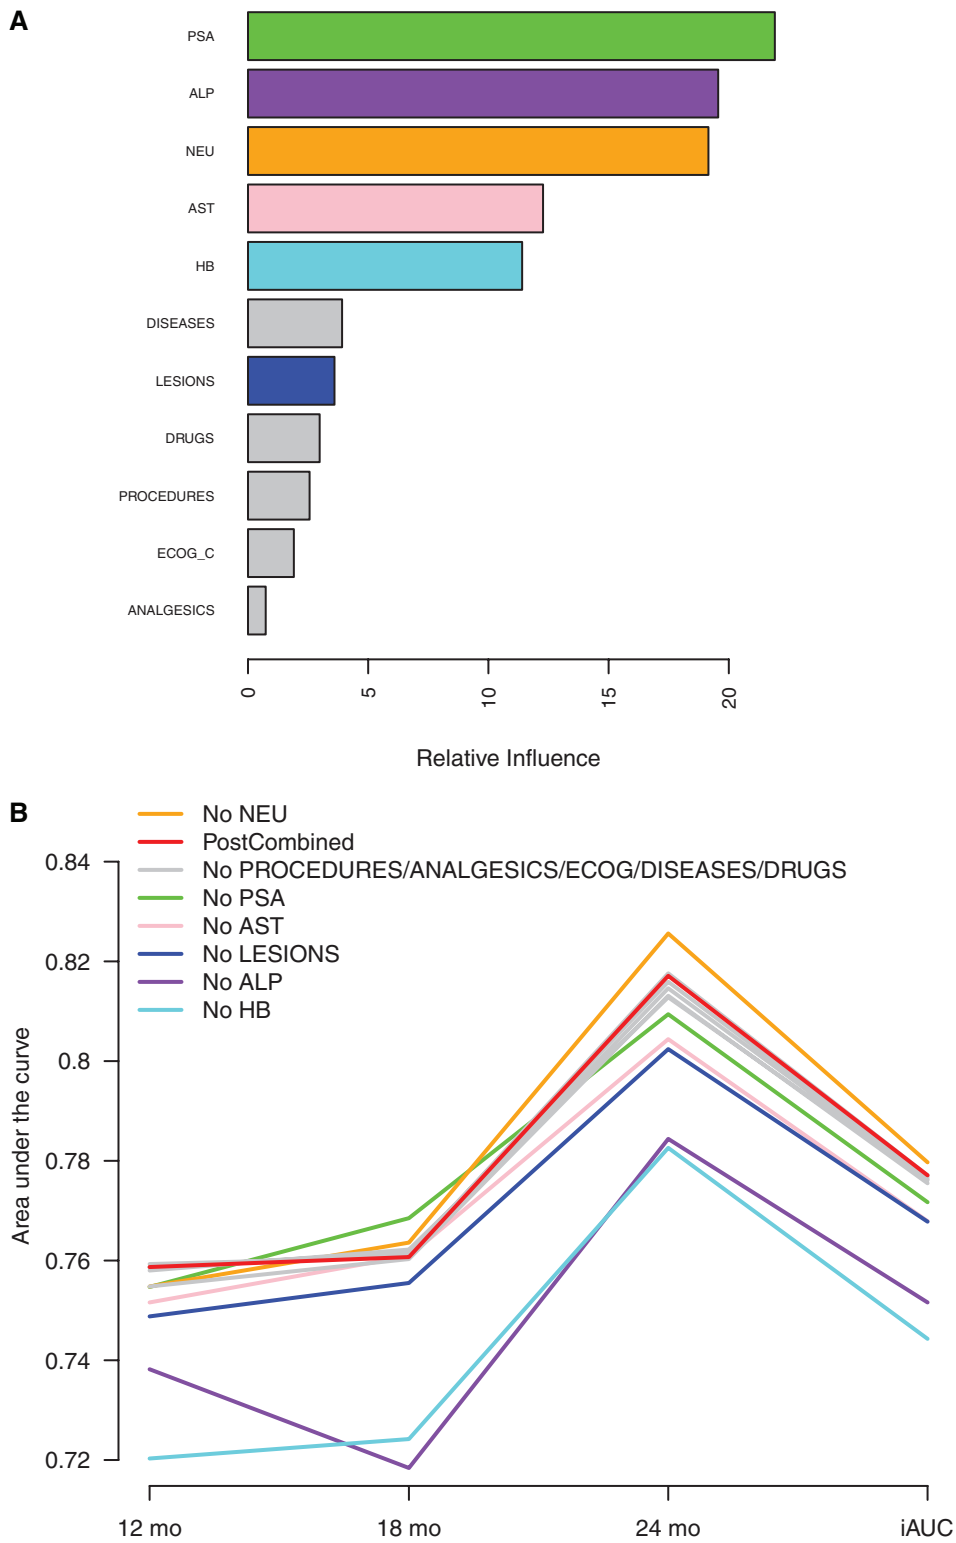 A
PSA
ALP
NEU
AST
HB
DISEASES
LESIONS
DRUGS
PROCEDURES
ECOG_C
ANALGESICS
0 5 10 15 20
Relative Influence
B
No NEU
PostCombined
No PROCEDURES/ANALGESICS/ECOG/DISEASES/DRUGS
No PSA
No AST
No LESIONS
No ALP
No HB
Area under the curve
0.84
0.82
0.8
0.78
0.76
0.74
0.72
12 mo 18 mo 24 mo iAUC